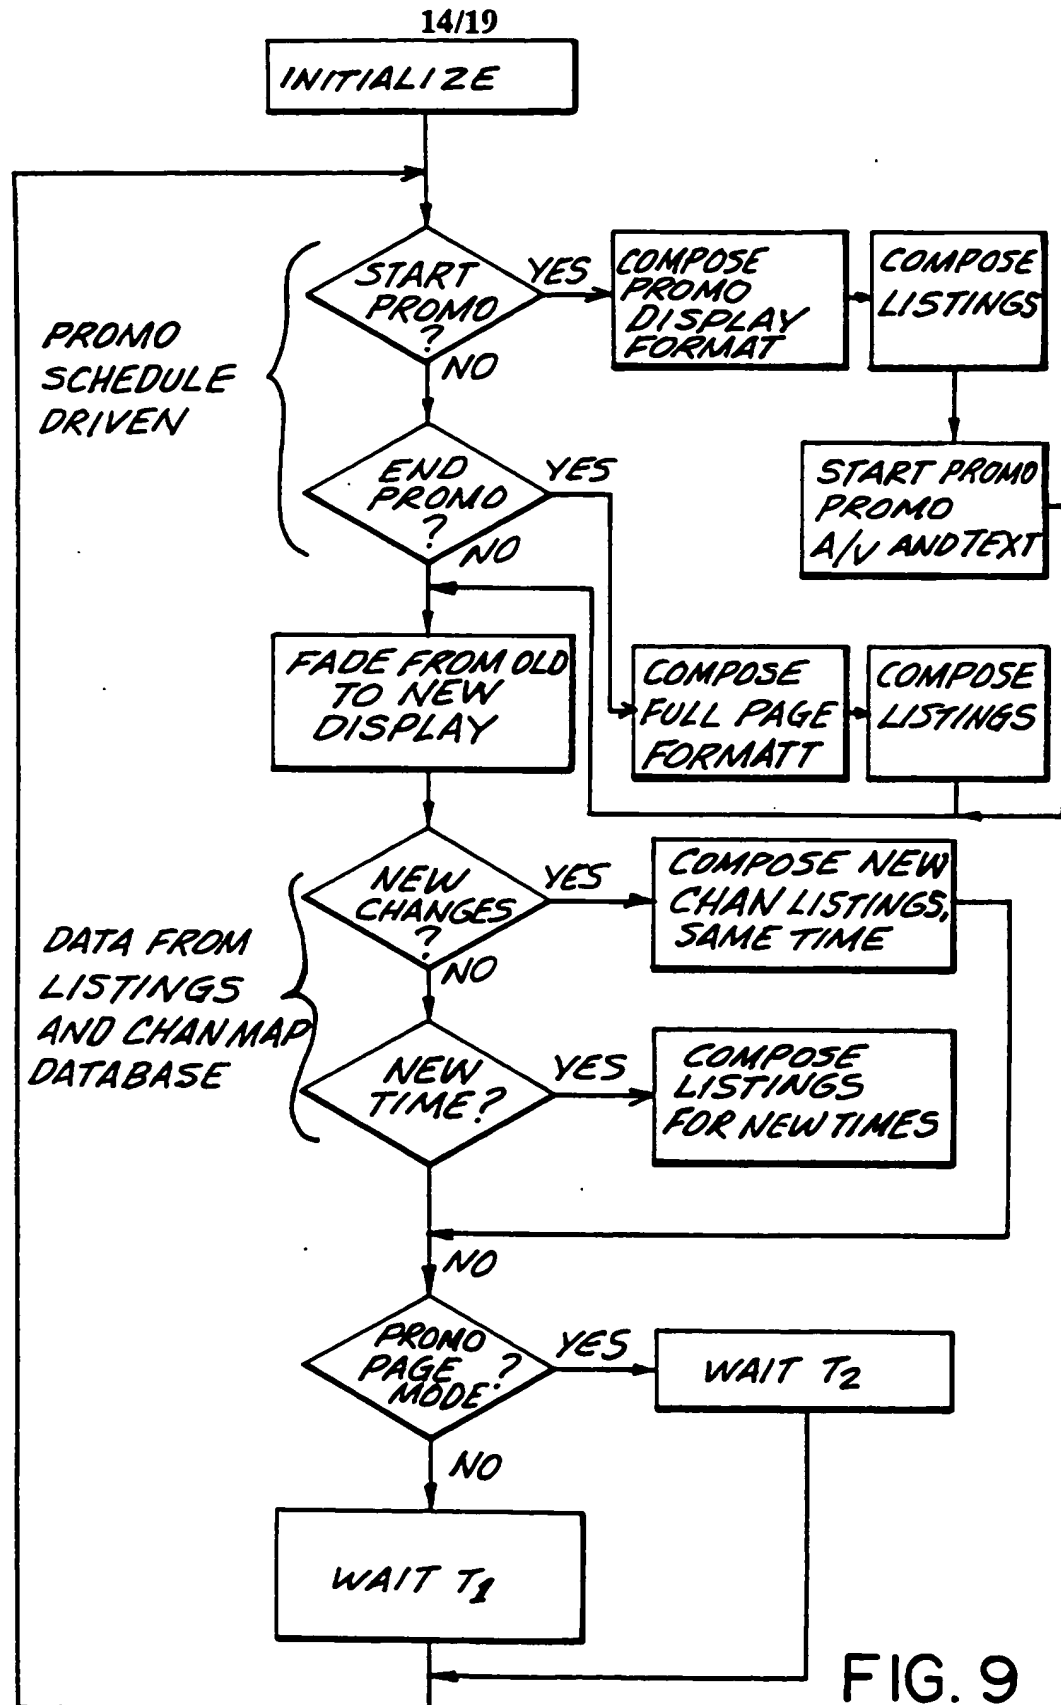 14/19
INITIALIZE
START
PROMO
?
YES
NO
COMPOSE
PROMO
DISPLAY
FORMAT
COMPOSE
LISTINGS
PROMO
SCHEDULE
DRIVEN
END
PROMO
?
YES
NO
START PROMO
PROMO
A/V AND TEXT
FADE FROM OLD
TO NEW
DISPLAY
COMPOSE
FULL PAGE
FORMATT
COMPOSE
LISTINGS
NEW
CHANGES
?
YES
NO
COMPOSE NEW
CHAN LISTINGS,
SAME TIME
DATA FROM
LISTINGS
AND CHANMAP
DATABASE
NEW
TIME?
YES
COMPOSE
LISTINGS
FOR NEW TIMES
NO
PROMO
PAGE ?
MODE
YES
WAIT T2
NO
WAIT T1
FIG. 9